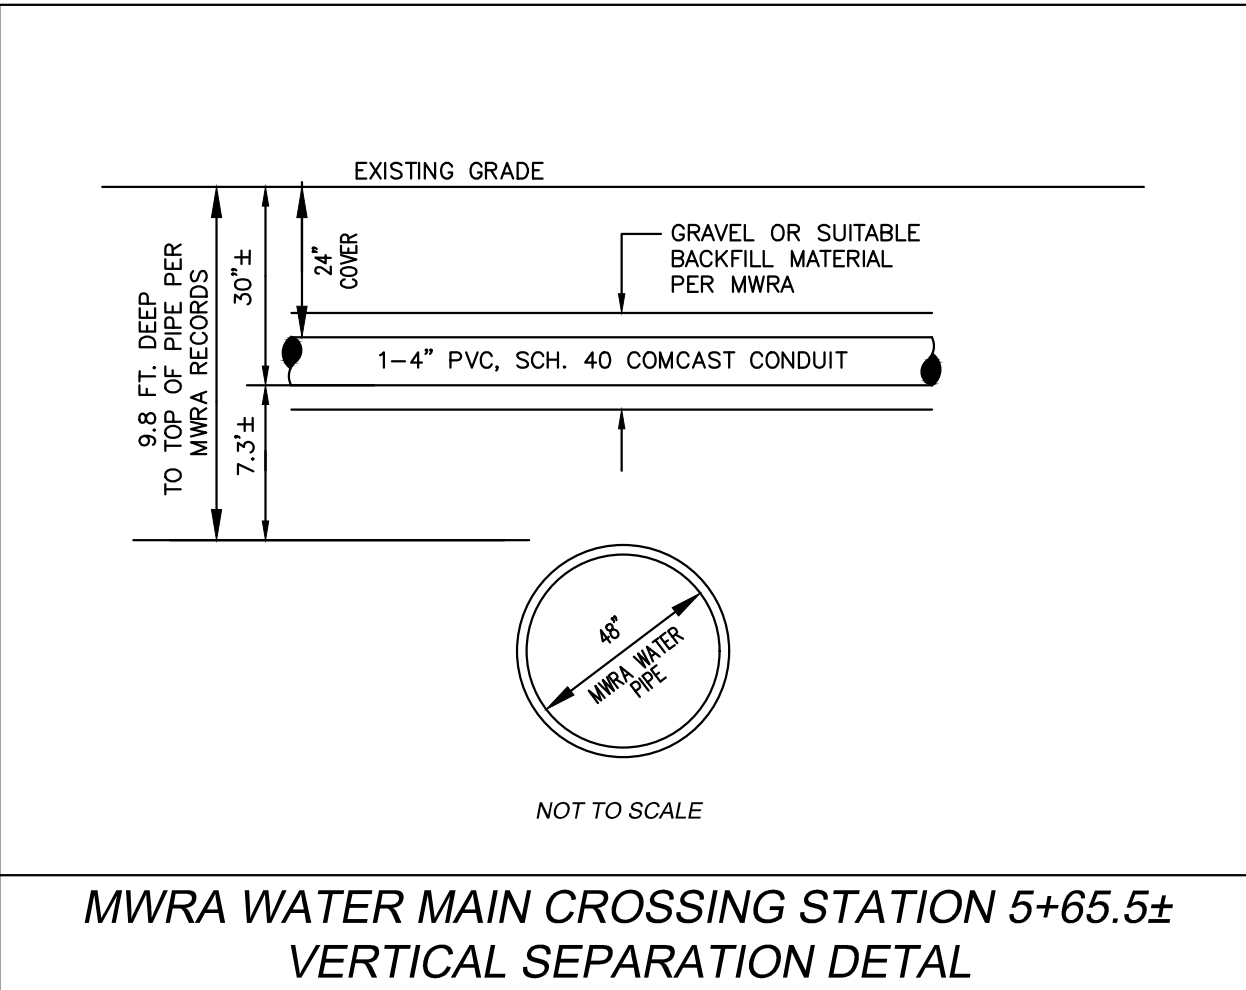 EXISTING GRADE
GRAVEL OR SUITABLE
BACKFILL MATERIAL
PER MWRA
24"
COVER
30"±
9.8 FT. DEEP
TO TOP OF PIPE PER
MWRA RECORDS
1-4" PVC, SCH. 40 COMCAST CONDUIT
7.3'±
48"
MWRA WATER
PIPE
NOT TO SCALE
MWRA WATER MAIN CROSSING STATION 5+65.5±
VERTICAL SEPARATION DETAL